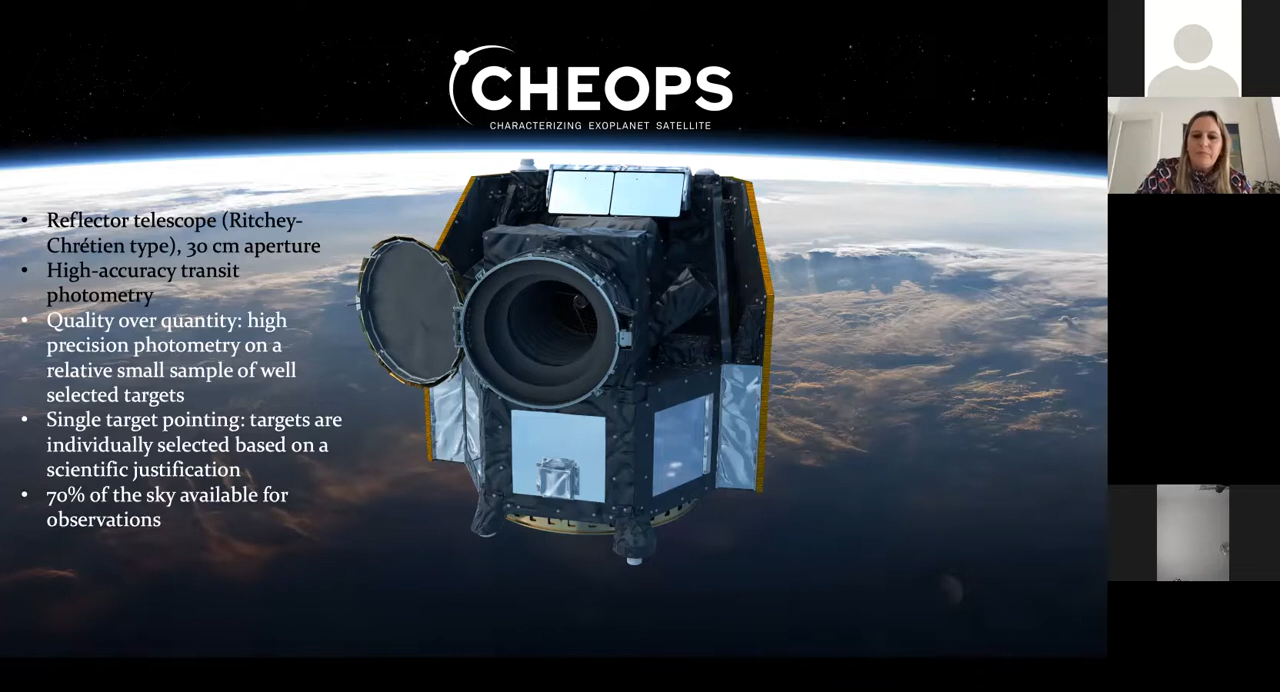 CHEOPS
CHARACTERIZING EXOPLANET SATELLITE
• Reflector telescope (Ritchey-
Chrétien type), 30 cm aperture
• High-accuracy transit
photometry
• Quality over quantity: high
precision photometry on a
relative small sample of well
selected targets
• Single target pointing: targets are
individually selected based on a
scientific justification
• 70% of the sky available for
observations